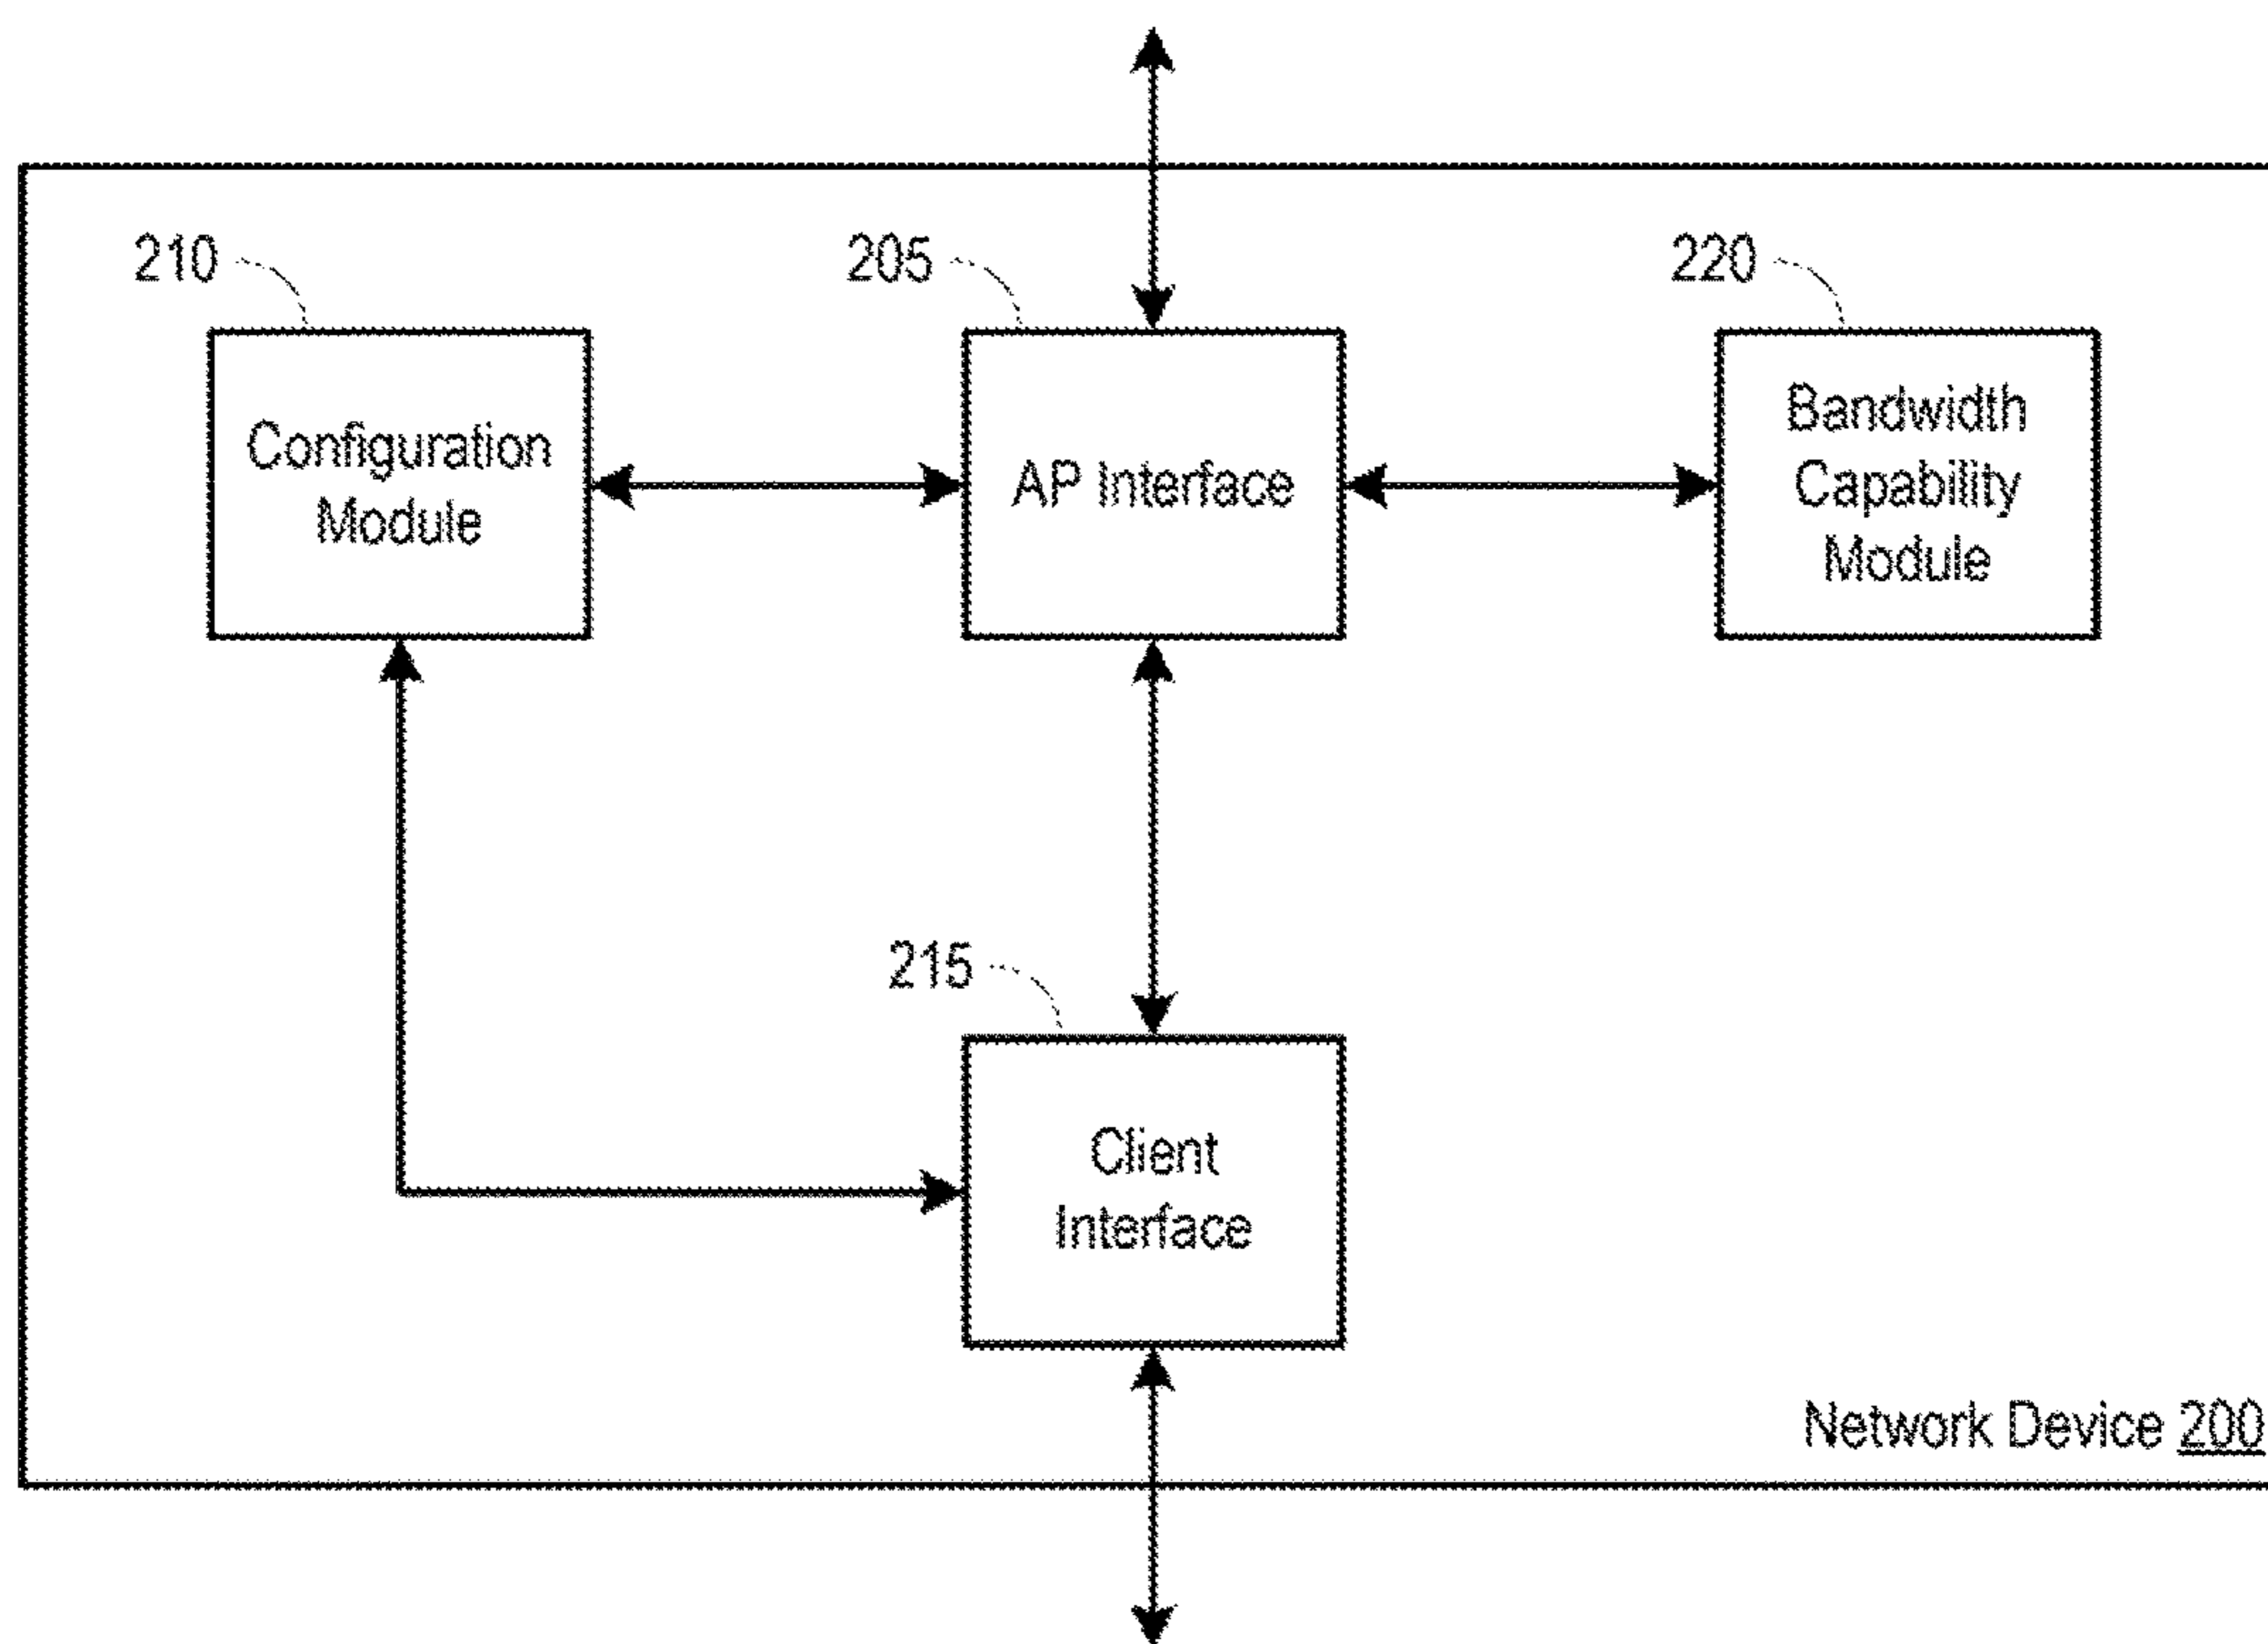 210
205
220
Configuration
Module
AP Interface
Bandwidth
Capability
Module
215
Client
Interface
Network Device 200